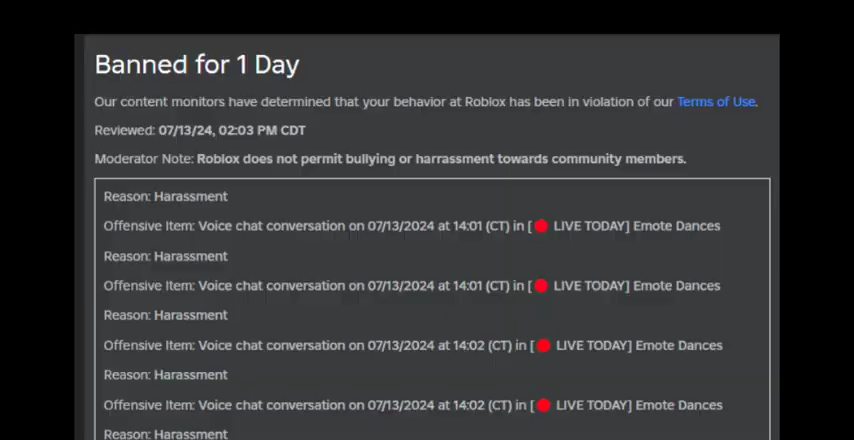 Banned for 1 Day
Our content monitors have determined that your behavior at Roblox has been in violation of our Terms of Use.
Reviewed: 07/13/24, 02:03 PM CDT
Moderator Note: Roblox does not permit bullying or harrassment towards community members.
Reason: Harassment
Offensive Item: Voice chat conversation on 07/13/2024 at 14:01 (CT) in [🔴 LIVE TODAY] Emote Dances
Reason: Harassment
Offensive Item: Voice chat conversation on 07/13/2024 at 14:01 (CT) in [🔴 LIVE TODAY] Emote Dances
Reason: Harassment
Offensive Item: Voice chat conversation on 07/13/2024 at 14:02 (CT) in [🔴 LIVE TODAY] Emote Dances
Reason: Harassment
Offensive Item: Voice chat conversation on 07/13/2024 at 14:02 (CT) in [🔴 LIVE TODAY] Emote Dances
Reason: Harassment